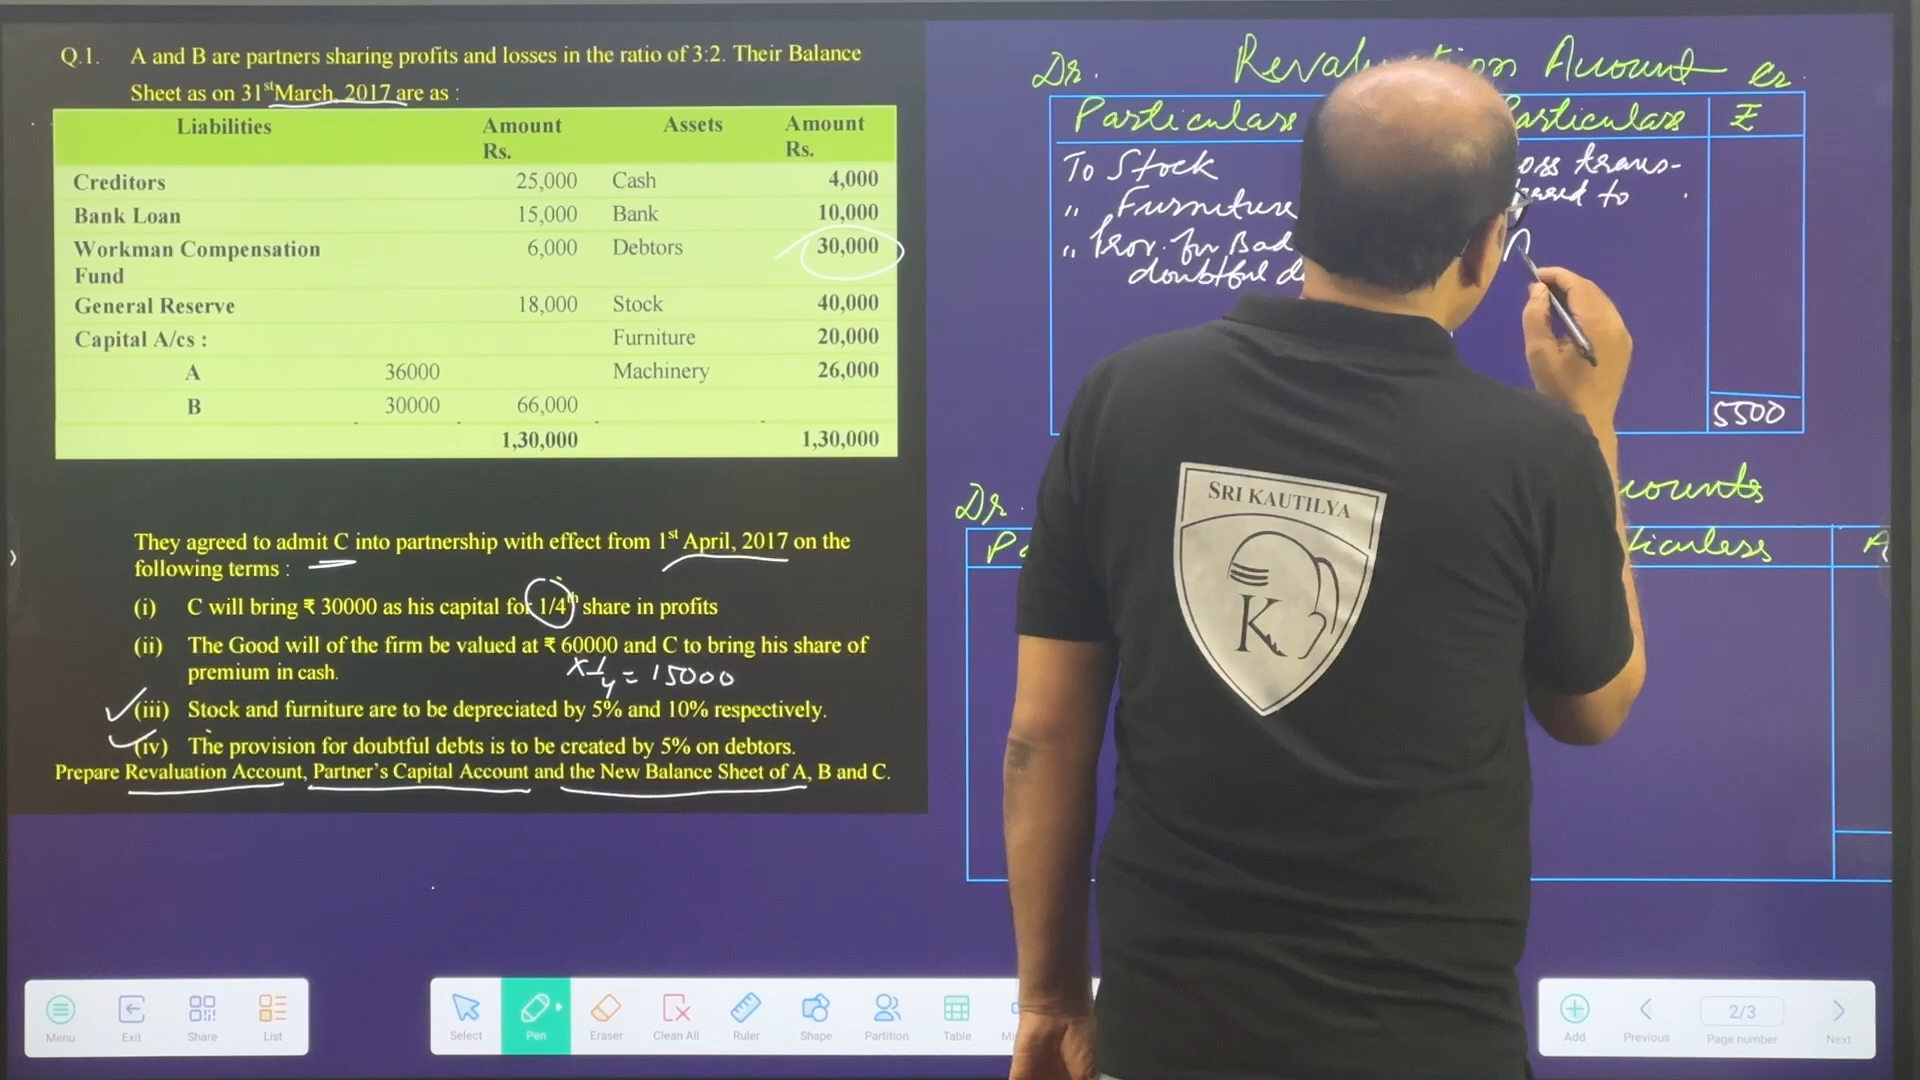 Q.1. A and B are partners sharing profits and losses in the ratio of 3:2. Their Balance
Sheet as on 31st March, 2017 are as :
Liabilities Amount Rs. Assets Amount Rs.
Creditors 25,000 Cash 4,000
Bank Loan 15,000 Bank 10,000
Workman Compensation Fund 6,000 Debtors 30,000
General Reserve 18,000 Stock 40,000
Capital A/cs : Furniture 20,000
A 36000 Machinery 26,000
B 30000 66,000
1,30,000 1,30,000
They agreed to admit C into partnership with effect from 1st April, 2017 on the
following terms :
(i) C will bring ₹ 30000 as his capital for 1/4th share in profits
(ii) The Good will of the firm be valued at ₹ 60000 and C to bring his share of
premium in cash.
x 1/4 = 15000
(iii) Stock and furniture are to be depreciated by 5% and 10% respectively.
(iv) The provision for doubtful debts is to be created by 5% on debtors.
Prepare Revaluation Account, Partner's Capital Account and the New Balance Sheet of A, B and C.
Dr. Account Cr.
Particulars articulars ₹
To Stock oss trans-
" Furniture to
" Prov. for Bad
doubtful
5500
Dr. counts
SRI KAUTILYA
K
Menu Exit Share List
Select Pen Eraser Clean All Ruler Shape Partition Table
Add Previous 2/3 Page number Next